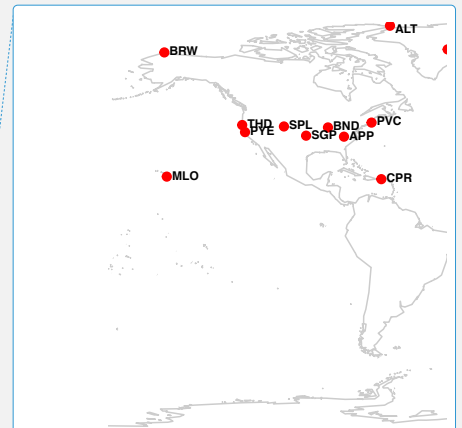 ALT
BRW
PVC
THD
SPL
BND
PYE
SGP
APP
MLO
CPR